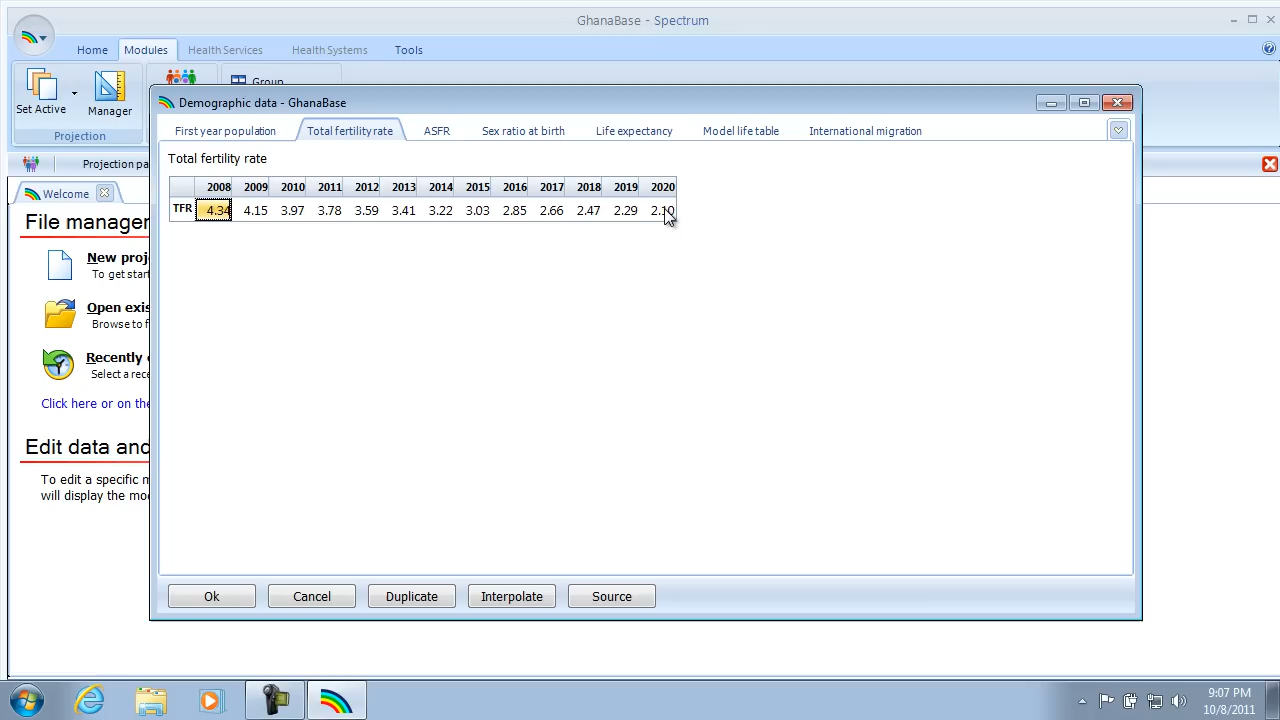 GhanaBase - Spectrum
Home Modules Health Services Health Systems Tools
Set Active Manager Group
Projection
Demographic data - GhanaBase
First year population Total fertility rate ASFR Sex ratio at birth Life expectancy Model life table International migration
Projection pa
Total fertility rate
Welcome
2008 2009 2010 2011 2012 2013 2014 2015 2016 2017 2018 2019 2020
TFR 4.34 4.15 3.97 3.78 3.59 3.41 3.22 3.03 2.85 2.66 2.47 2.29 2.10
File manager
New proj
To get start
Open exis
Browse to f
Recently
Select a rece
Click here or on the
Edit data and
To edit a specific m
will display the mod
Ok Cancel Duplicate Interpolate Source
9:07 PM
10/8/2011